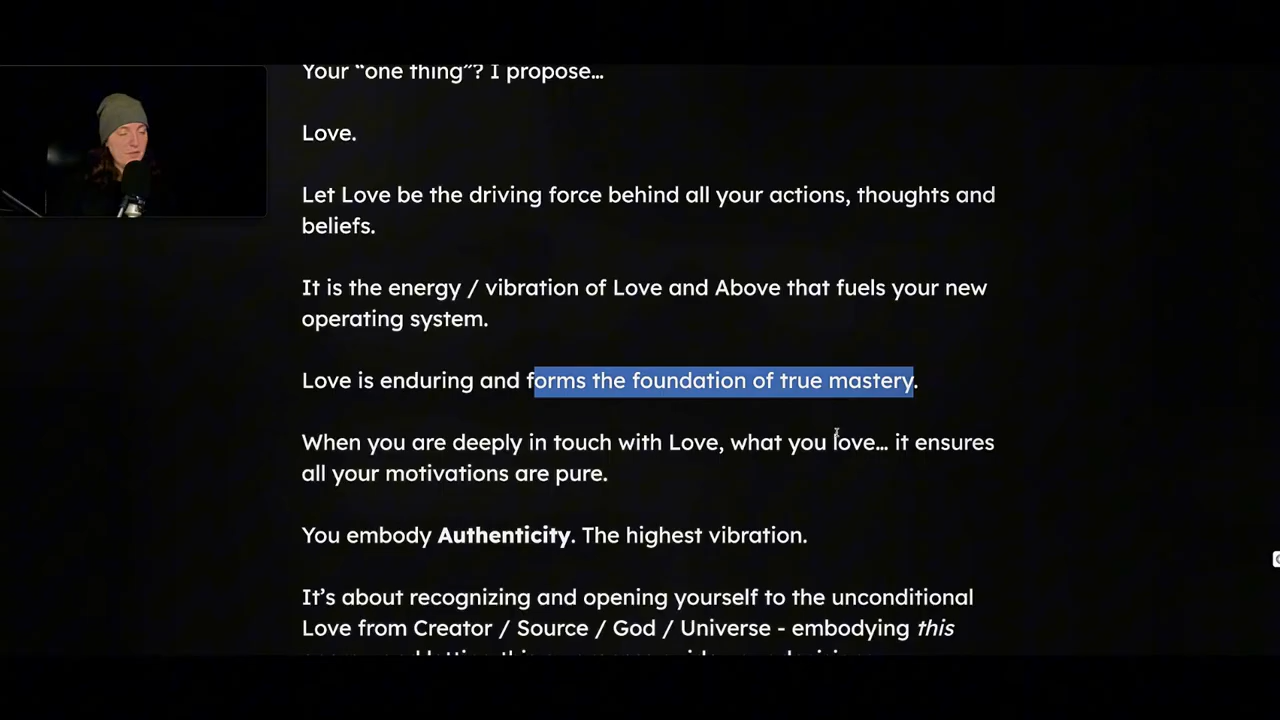 Your “one thing”? I propose…
Love.
Let Love be the driving force behind all your actions, thoughts and
beliefs.
It is the energy / vibration of Love and Above that fuels your new
operating system.
Love is enduring and forms the foundation of true mastery.
When you are deeply in touch with Love, what you love… it ensures
all your motivations are pure.
You embody Authenticity. The highest vibration.
It’s about recognizing and opening yourself to the unconditional
Love from Creator / Source / God / Universe - embodying this